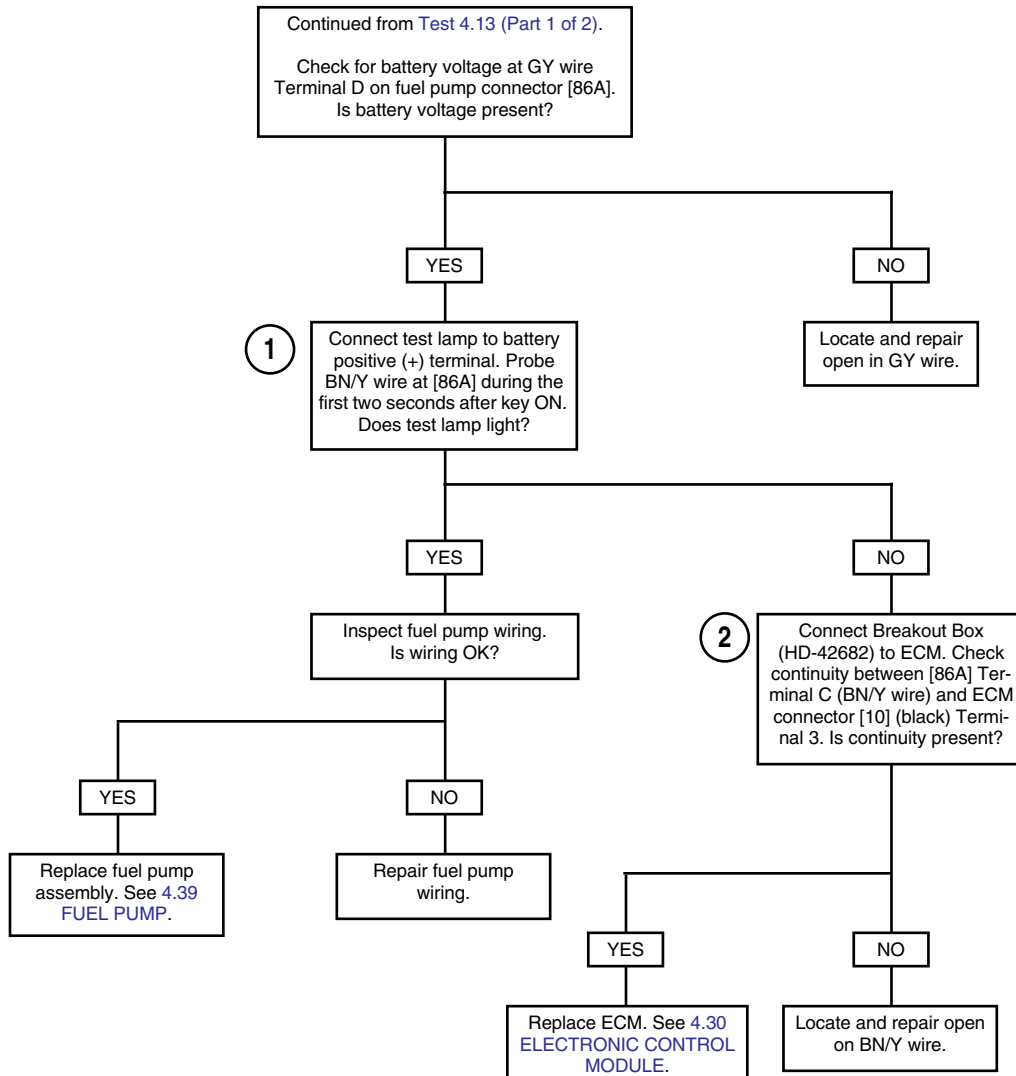 Continued from Test 4.13 (Part 1 of 2).
Check for battery voltage at GY wire
Terminal D on fuel pump connector [86A].
Is battery voltage present?
YES
NO
1
Connect test lamp to battery
positive (+) terminal. Probe
BN/Y wire at [86A] during the
first two seconds after key ON.
Does test lamp light?
Locate and repair
open in GY wire.
YES
NO
Inspect fuel pump wiring.
Is wiring OK?
2
Connect Breakout Box
(HD-42682) to ECM. Check
continuity between [86A] Ter-
minal C (BN/Y wire) and ECM
connector [10] (black) Termi-
nal 3. Is continuity present?
YES
NO
Replace fuel pump
assembly. See 4.39
FUEL PUMP.
Repair fuel pump
wiring.
YES
NO
Replace ECM. See 4.30
ELECTRONIC CONTROL
MODULE.
Locate and repair open
on BN/Y wire.